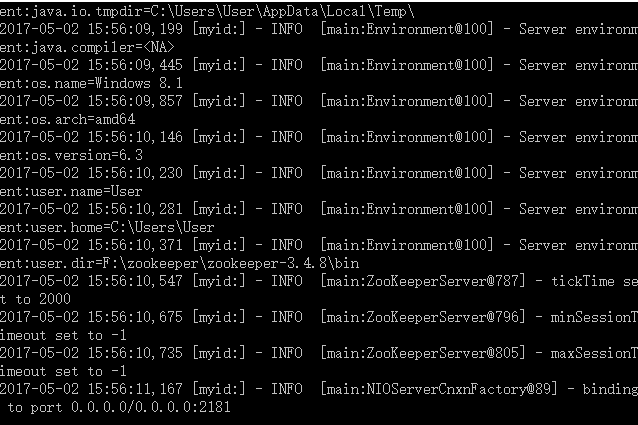 ent:java.io.tmpdir=C:\Users\User\AppData\Local\Temp\
2017-05-02 15:56:09,199 [myid:] - INFO  [main:Environment@100] - Server environm
ent:java.compiler=<NA>
2017-05-02 15:56:09,445 [myid:] - INFO  [main:Environment@100] - Server environm
ent:os.name=Windows 8.1
2017-05-02 15:56:09,857 [myid:] - INFO  [main:Environment@100] - Server environm
ent:os.arch=amd64
2017-05-02 15:56:10,146 [myid:] - INFO  [main:Environment@100] - Server environm
ent:os.version=6.3
2017-05-02 15:56:10,230 [myid:] - INFO  [main:Environment@100] - Server environm
ent:user.name=User
2017-05-02 15:56:10,281 [myid:] - INFO  [main:Environment@100] - Server environm
ent:user.home=C:\Users\User
2017-05-02 15:56:10,371 [myid:] - INFO  [main:Environment@100] - Server environm
ent:user.dir=F:\zookeeper\zookeeper-3.4.8\bin
2017-05-02 15:56:10,547 [myid:] - INFO  [main:ZooKeeperServer@787] - tickTime se
t to 2000
2017-05-02 15:56:10,675 [myid:] - INFO  [main:ZooKeeperServer@796] - minSessionT
imeout set to -1
2017-05-02 15:56:10,735 [myid:] - INFO  [main:ZooKeeperServer@805] - maxSessionT
imeout set to -1
2017-05-02 15:56:11,167 [myid:] - INFO  [main:NIOServerCnxnFactory@89] - binding
 to port 0.0.0.0/0.0.0.0:2181